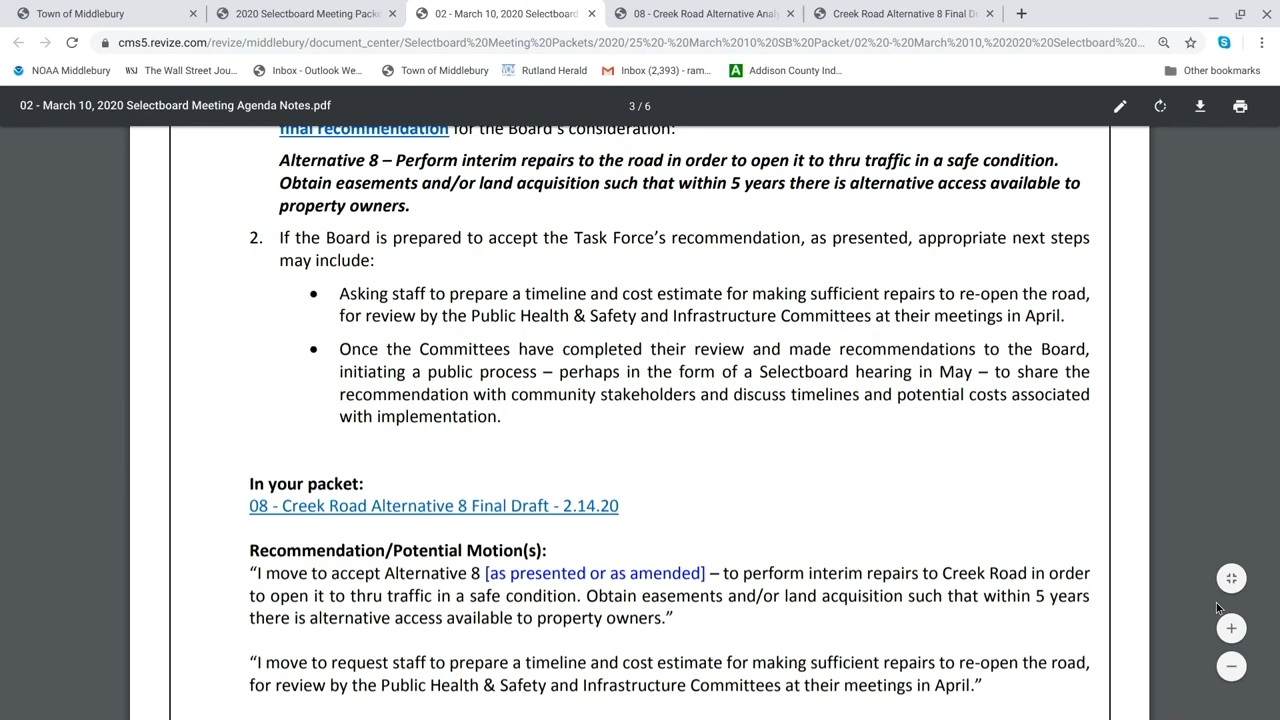 Town of Middlebury
2020 Selectboard Meeting Packe
02 - March 10, 2020 Selectboard
08 - Creek Road Alternative Anal
Creek Road Alternative 8 Final D
cms5.revize.com/revize/middlebury/document_center/Selectboard%20Meeting%20Packets/2020/25%20-%20March%2010%20SB%20Packet/02%20-%20March%2010,%202020%20Selectboard%20...
NOAA Middlebury
WSJ The Wall Street Jou...
Inbox - Outlook We...
Town of Middlebury
Rutland Herald
Inbox (2,393) - ram...
A Addison County Ind...
Other bookmarks
02 - March 10, 2020 Selectboard Meeting Agenda Notes.pdf
3 / 6
final recommendation for the Board's consideration:
Alternative 8 – Perform interim repairs to the road in order to open it to thru traffic in a safe condition.
Obtain easements and/or land acquisition such that within 5 years there is alternative access available to
property owners.
2. If the Board is prepared to accept the Task Force's recommendation, as presented, appropriate next steps
may include:
• Asking staff to prepare a timeline and cost estimate for making sufficient repairs to re-open the road,
for review by the Public Health & Safety and Infrastructure Committees at their meetings in April.
• Once the Committees have completed their review and made recommendations to the Board,
initiating a public process – perhaps in the form of a Selectboard hearing in May – to share the
recommendation with community stakeholders and discuss timelines and potential costs associated
with implementation.
In your packet:
08 - Creek Road Alternative 8 Final Draft - 2.14.20
Recommendation/Potential Motion(s):
“I move to accept Alternative 8 [as presented or as amended] – to perform interim repairs to Creek Road in order
to open it to thru traffic in a safe condition. Obtain easements and/or land acquisition such that within 5 years
there is alternative access available to property owners.”
“I move to request staff to prepare a timeline and cost estimate for making sufficient repairs to re-open the road,
for review by the Public Health & Safety and Infrastructure Committees at their meetings in April.”